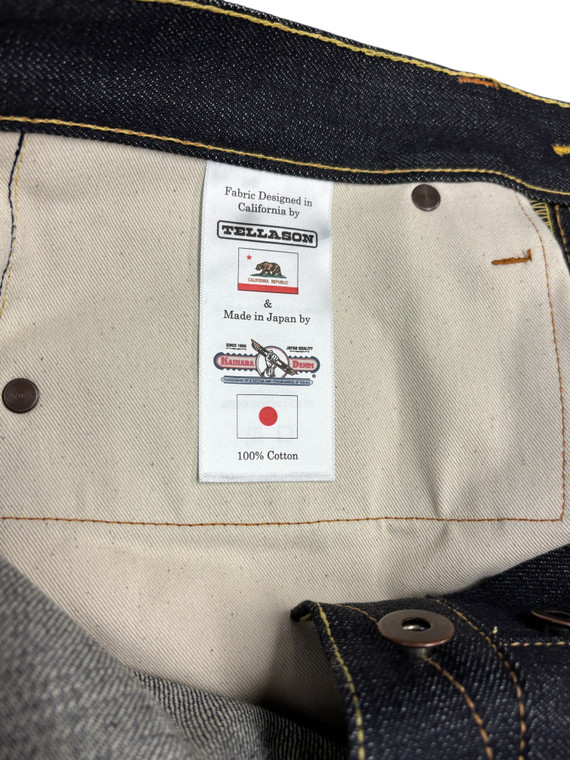 Fabric Designed in
California by
TELLASON
CALIFORNIA REPUBLIC
&
Made in Japan by
SINCE 1893 JAPAN QUALITY
KAIHARA DENIM
®
100% Cotton